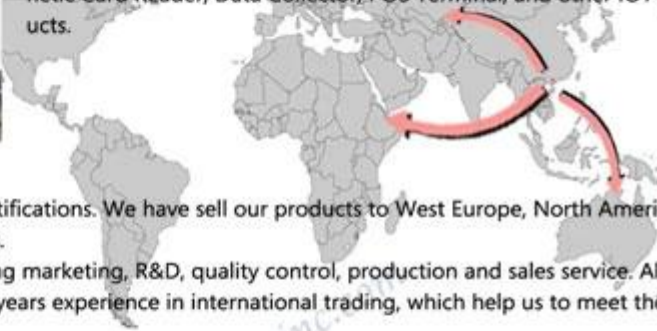 Card Reader, Data Collector, POS Terminal, and other IOT
ucts.
tifications. We have sell our products to West Europe, North Ameri
g marketing, R&D, quality control, production and sales service. Al
years experience in international trading, which help us to meet the
inc.com